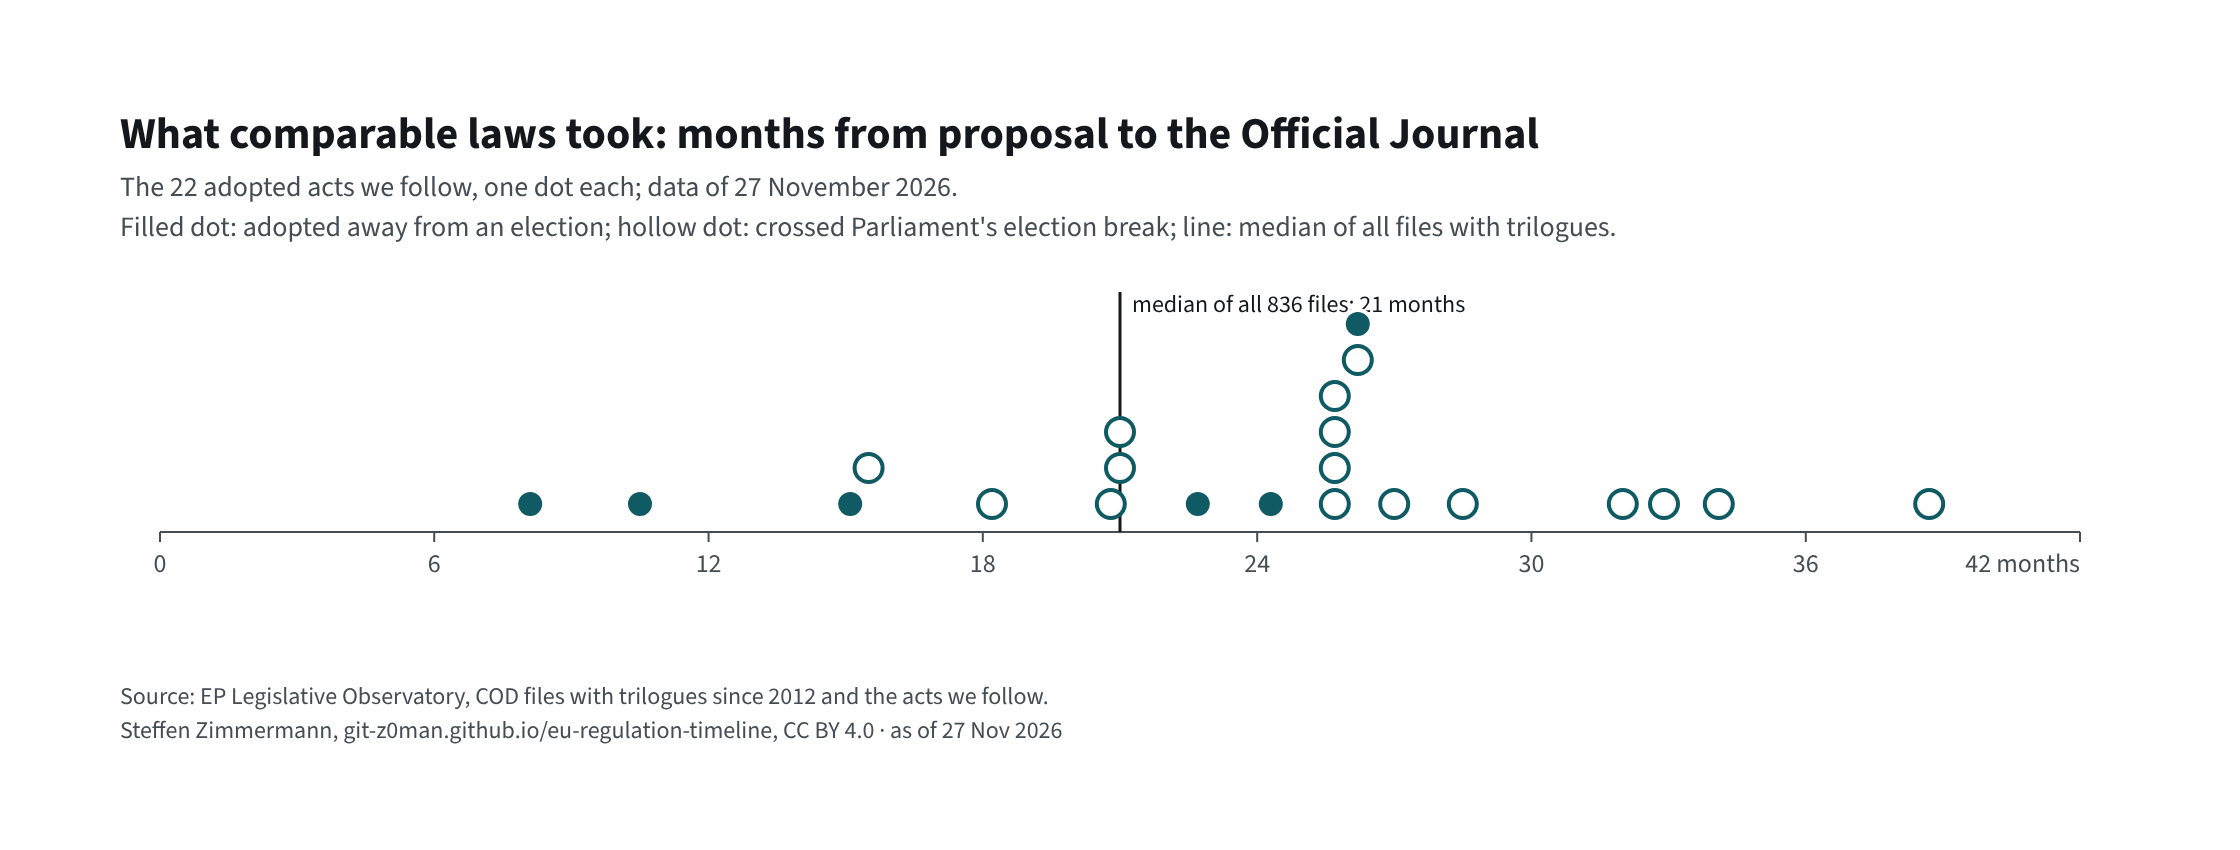 What comparable laws took: months from proposal to the Official Journal
The 22 adopted acts we follow, one dot each; data of 27 November 2026.
Filled dot: adopted away from an election; hollow dot: crossed Parliament's election break; line: median of all files with trilogues.
median of all 836 files: 21 months
0 6 12 18 24 30 36 42 months
Source: EP Legislative Observatory, COD files with trilogues since 2012 and the acts we follow.
Steffen Zimmermann, git-z0man.github.io/eu-regulation-timeline, CC BY 4.0 · as of 27 Nov 2026